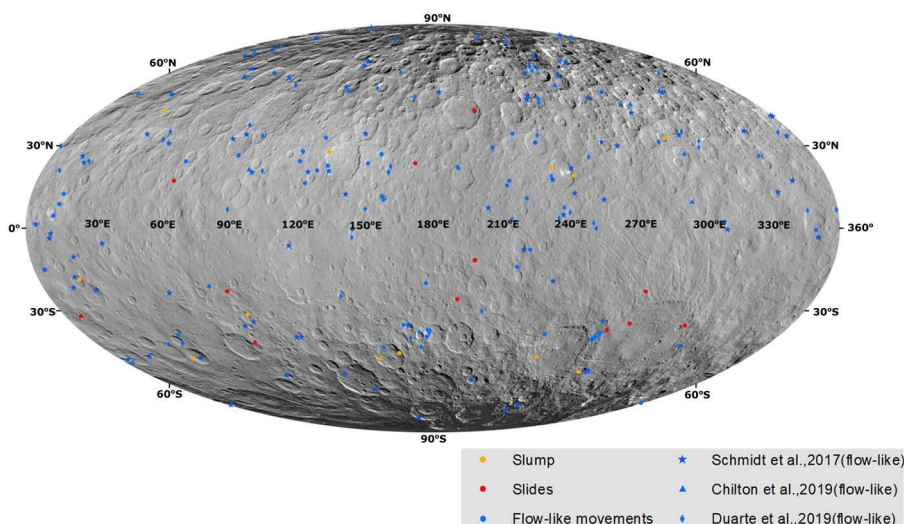 90°N
60°N 60°N
30°N 30°N
0° 30°E 60°E 90°E 120°E 150°E 180°E 210°E 240°E 270°E 300°E 330°E 360°
30°S 30°S
60°S 60°S
90°S
Slump Schmidt et al.,2017(flow-like)
Slides Chilton et al.,2019(flow-like)
Flow-like movements Duarte et al.,2019(flow-like)